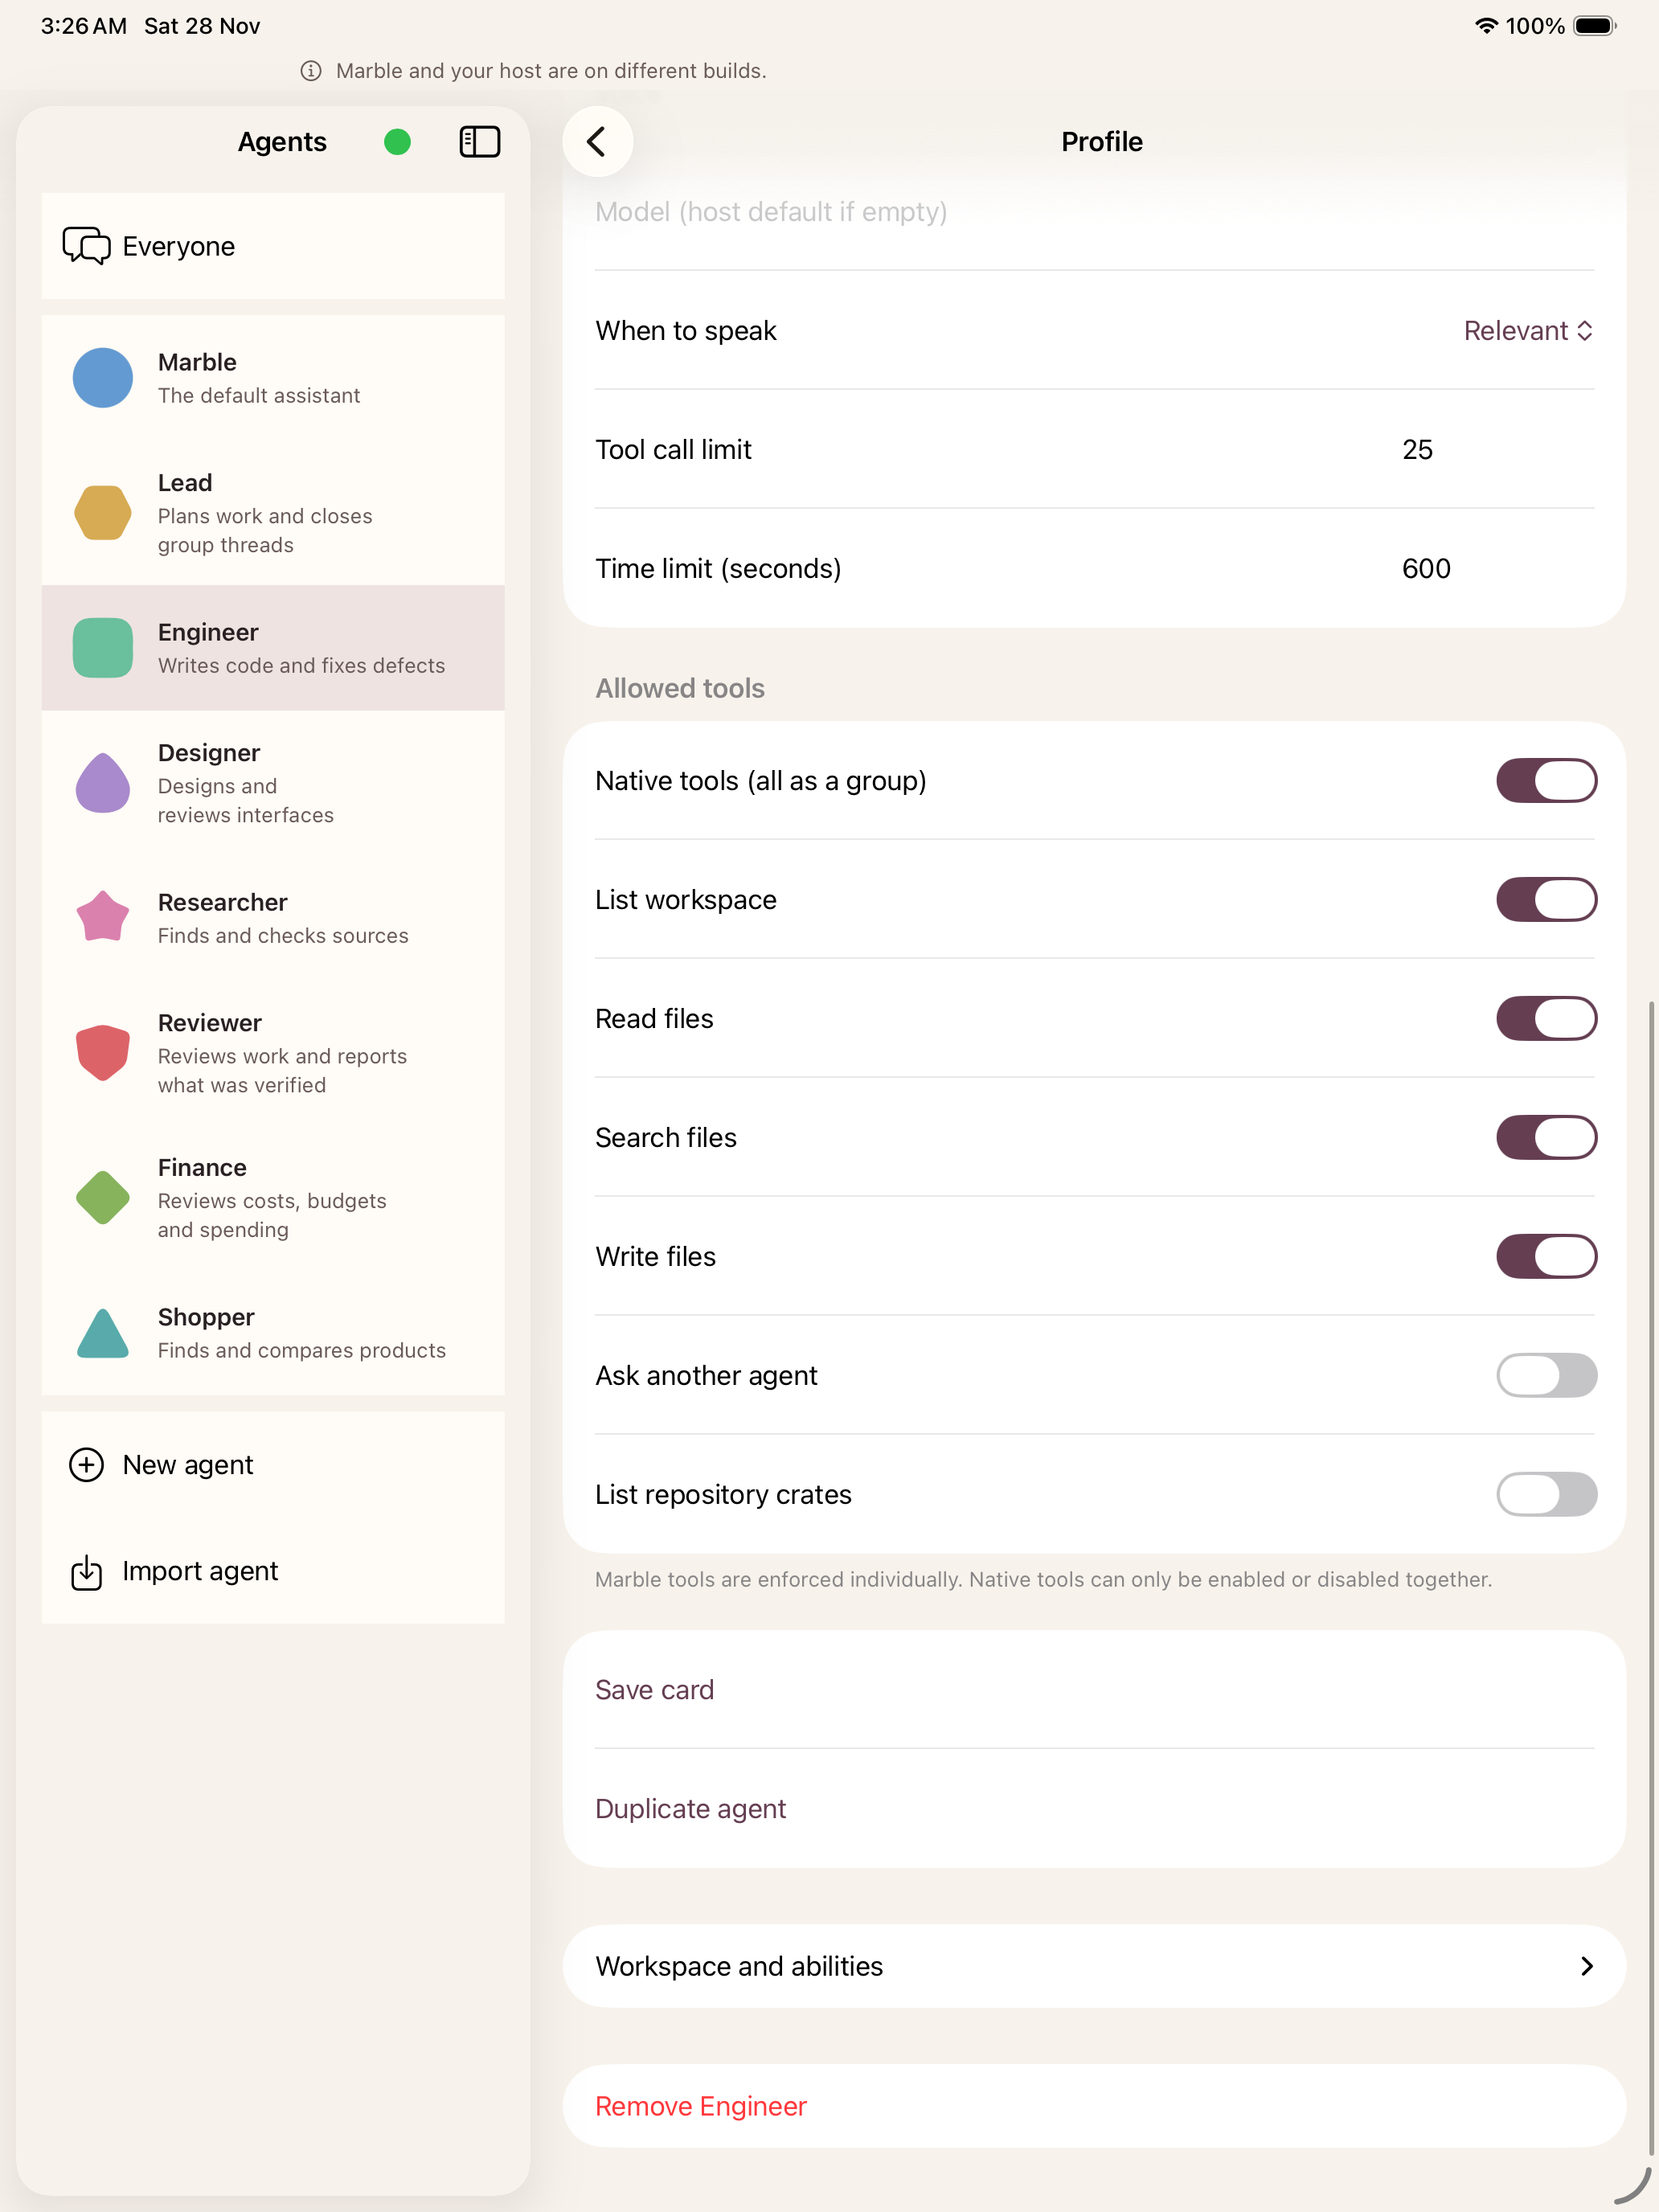 3:26 AM Sat 28 Nov
100%
Marble and your host are on different builds.
Agents
Everyone
Marble
The default assistant
Lead
Plans work and closes
group threads
Engineer
Writes code and fixes defects
Designer
Designs and
reviews interfaces
Researcher
Finds and checks sources
Reviewer
Reviews work and reports
what was verified
Finance
Reviews costs, budgets
and spending
Shopper
Finds and compares products
New agent
Import agent
Profile
Model (host default if empty)
When to speak Relevant
Tool call limit 25
Time limit (seconds) 600
Allowed tools
Native tools (all as a group)
List workspace
Read files
Search files
Write files
Ask another agent
List repository crates
Marble tools are enforced individually. Native tools can only be enabled or disabled together.
Save card
Duplicate agent
Workspace and abilities
Remove Engineer